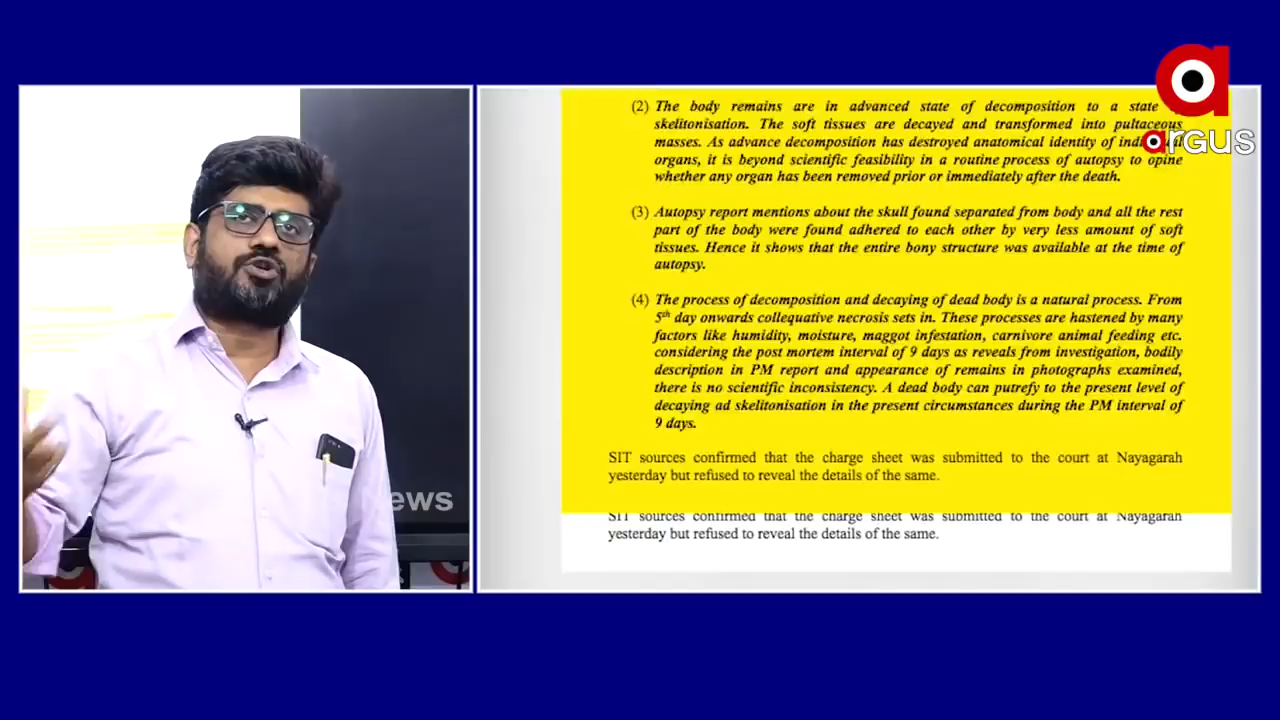 argus
(2) The body remains are in advanced state of decomposition to a state
skelitonisation. The soft tissues are decayed and transformed into pultaceous
masses. As advance decomposition has destroyed anatomical identity of
organs, it is beyond scientific feasibility in a routine process of autopsy to opine
whether any organ has been removed prior or immediately after the death.
(3) Autopsy report mentions about the skull found separated from body and all the rest
part of the body were found adhered to each other by very less amount of soft
tissues. Hence it shows that the entire bony structure was available at the time of
autopsy.
(4) The process of decomposition and decaying of dead body is a natural process. From
5th day onwards collequative necrosis sets in. These processes are hastened by many
factors like humidity, moisture, maggot infestation, carnivore animal feeding etc.
considering the post mortem interval of 9 days as reveals from investigation, bodily
description in PM report and appearance of remains in photographs examined,
there is no scientific inconsistency. A dead body can putrefy to the present level of
decaying ad skelitonisation in the present circumstances during the PM interval of
9 days.
SIT sources confirmed that the charge sheet was submitted to the court at Nayagarah
yesterday but refused to reveal the details of the same.
SIT sources confirmed that the charge sheet was submitted to the court at Nayagarah
yesterday but refused to reveal the details of the same.
ews